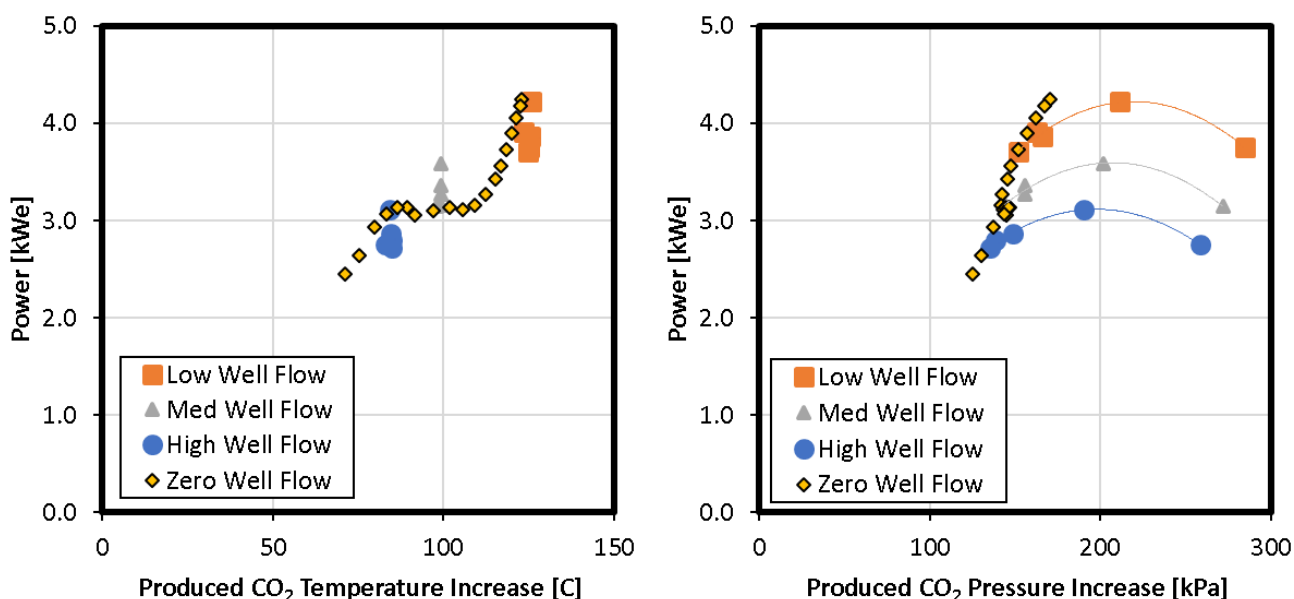 5.0
4.0
3.0
2.0
1.0
0.0
Power [kWe]
Low Well Flow
Med Well Flow
High Well Flow
Zero Well Flow
0
50
100
150
Produced CO₂ Temperature Increase [C]
5.0
4.0
3.0
2.0
1.0
0.0
Power [kWe]
Low Well Flow
Med Well Flow
High Well Flow
Zero Well Flow
0
100
200
300
Produced CO₂ Pressure Increase [kPa]